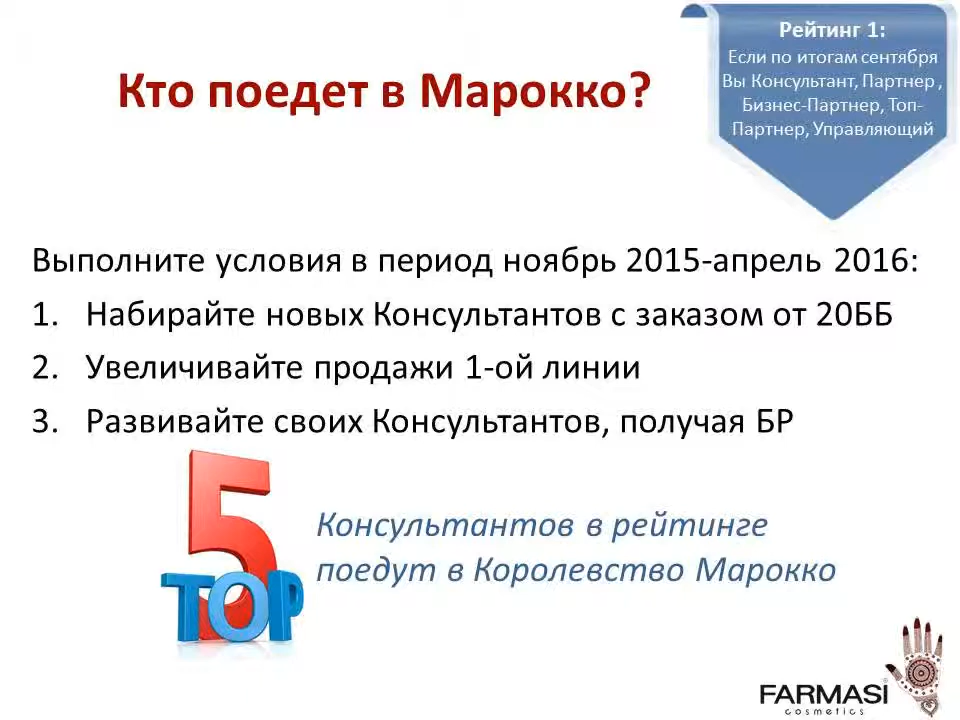 Рейтинг 1:
Если по итогам сентября
Вы Консультант, Партнер ,
Бизнес-Партнер, Топ-
Партнер, Управляющий
Кто поедет в Марокко?
Выполните условия в период ноябрь 2015-апрель 2016:
1. Набирайте новых Консультантов с заказом от 20ББ
2. Увеличивайте продажи 1-ой линии
3. Развивайте своих Консультантов, получая БР
5
TOP
Консультантов в рейтинге
поедут в Королевство Марокко
FARMASI®
cosmetics